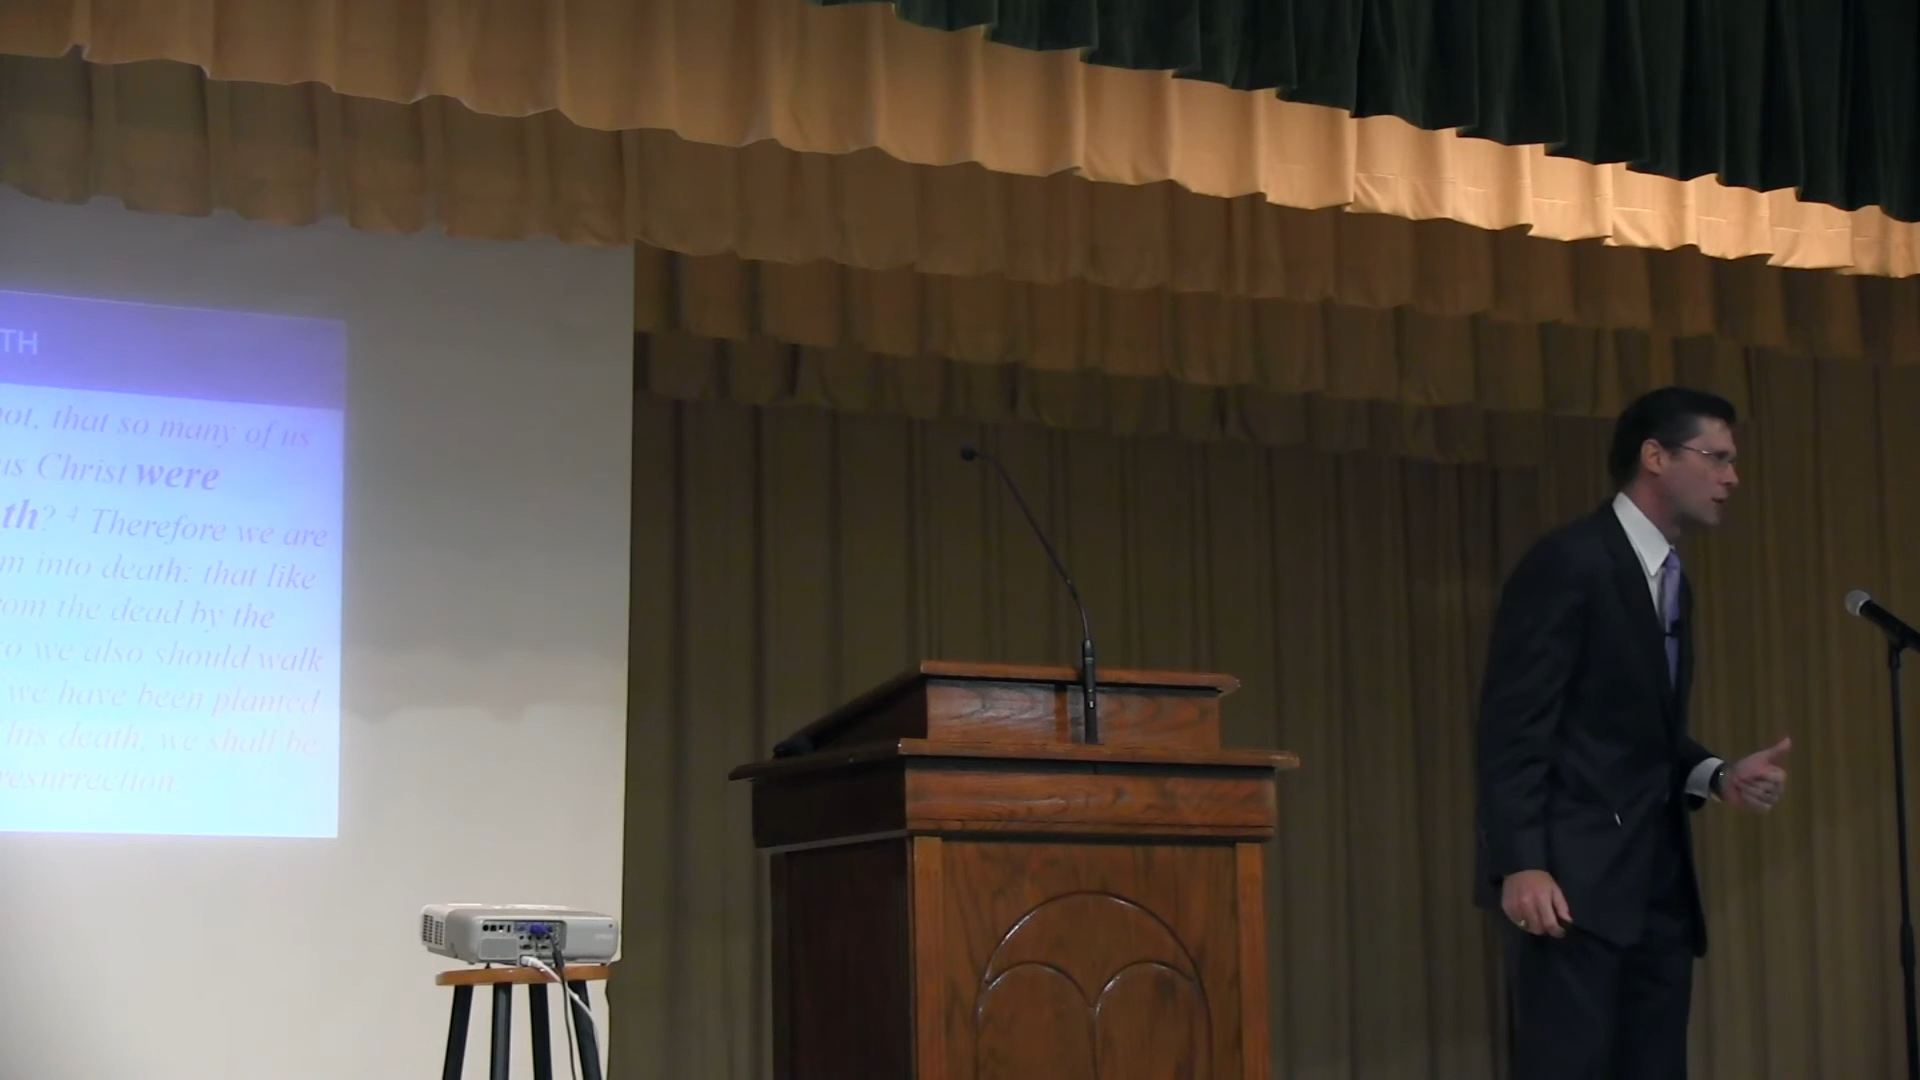 TH
ot, that so many of us
us Christ were
th? 4 Therefore we are
m into death: that like
rom the dead by the
so we also should walk
we have been planted
his death, we shall be
resurrection: